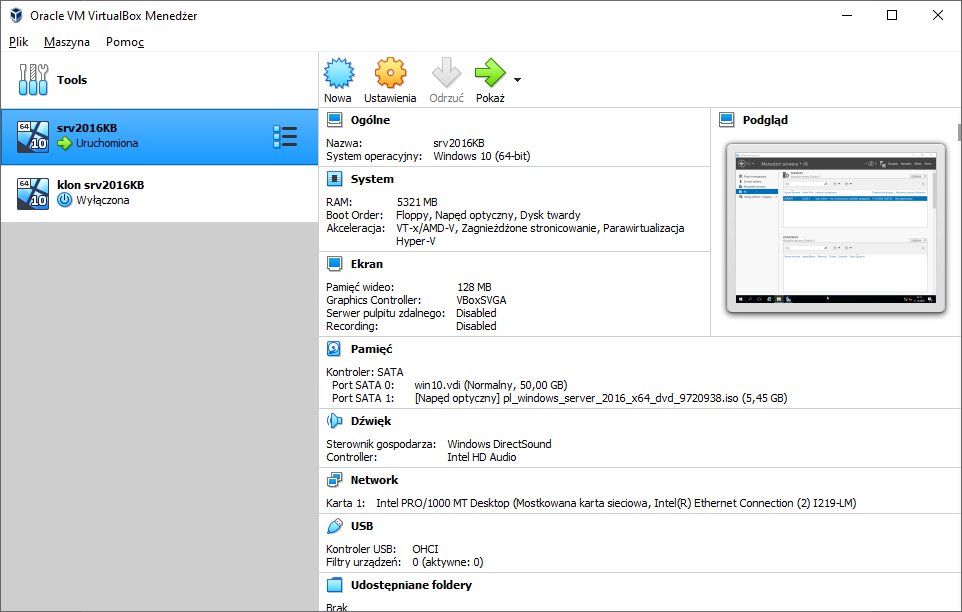 Oracle VM VirtualBox Menedżer
Plik Maszyna Pomoc
Tools
64
10
srv2016KB
Uruchomiona
64
10
klon srv2016KB
Wyłączona
Nowa Ustawienia Odrzuć Pokaż
Ogólne
Nazwa: srv2016KB
System operacyjny: Windows 10 (64-bit)
System
RAM: 5321 MB
Boot Order: Floppy, Napęd optyczny, Dysk twardy
Akceleracja: VT-x/AMD-V, Zagnieżdżone stronicowanie, Parawirtualizacja
Hyper-V
Ekran
Pamięć wideo: 128 MB
Graphics Controller: VBoxSVGA
Serwer pulpitu zdalnego: Disabled
Recording: Disabled
Podgląd
Menedżer serwera
Pamięć
Kontroler: SATA
Port SATA 0: win10.vdi (Normalny, 50,00 GB)
Port SATA 1: [Napęd optyczny] pl_windows_server_2016_x64_dvd_9720938.iso (5,45 GB)
Dźwięk
Sterownik gospodarza: Windows DirectSound
Controller: Intel HD Audio
Network
Karta 1: Intel PRO/1000 MT Desktop (Mostkowana karta sieciowa, Intel(R) Ethernet Connection (2) I219-LM)
USB
Kontroler USB: OHCI
Filtry urządzeń: 0 (aktywne: 0)
Udostępniane foldery
Brak